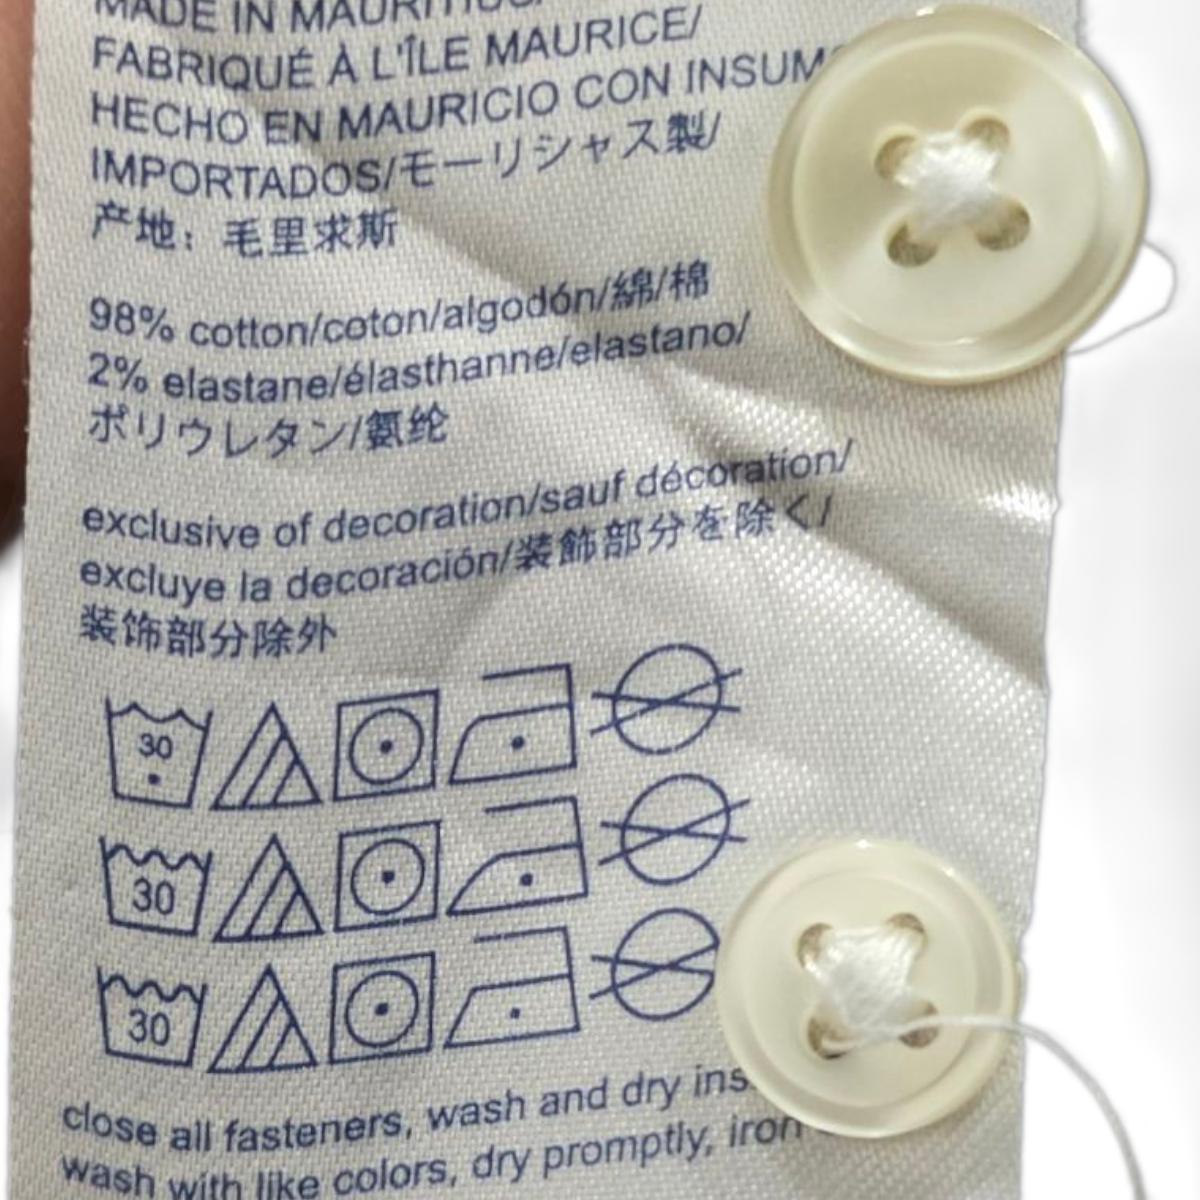 MADE IN MAURITIUS/
FABRIQUÉ À L'ÎLE MAURICE/
HECHO EN MAURICIO CON
IMPORTADOS/モーリシャス製/
产地：毛里求斯
98% cotton/coton/algodón/綿/棉
2% elastane/élasthanne/elastano/
ポリウレタン/氨纶
exclusive of decoration/sauf décoration/
excluye la decoración/装飾部分を除く/
装饰部分除外
30
30
30
close all fasteners, wash and dry
wash with like colors, dry promptly, iron